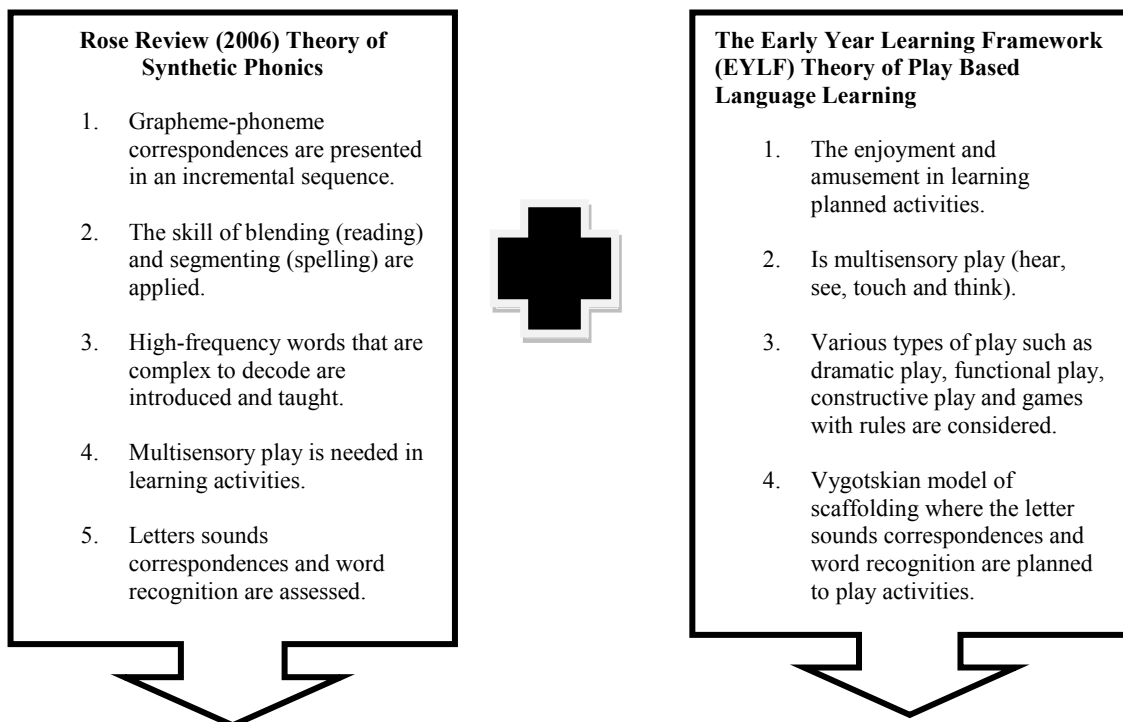 Rose Review (2006) Theory of
Synthetic Phonics
1. Grapheme-phoneme
correspondences are presented
in an incremental sequence.
2. The skill of blending (reading)
and segmenting (spelling) are
applied.
3. High-frequency words that are
complex to decode are
introduced and taught.
4. Multisensory play is needed in
learning activities.
5. Letters sounds
correspondences and word
recognition are assessed.
The Early Year Learning Framework
(EYLF) Theory of Play Based
Language Learning
1. The enjoyment and
amusement in learning
planned activities.
2. Is multisensory play (hear,
see, touch and think).
3. Various types of play such as
dramatic play, functional play,
constructive play and games
with rules are considered.
4. Vygotskian model of
scaffolding where the letter
sounds correspondences and
word recognition are planned
to play activities.